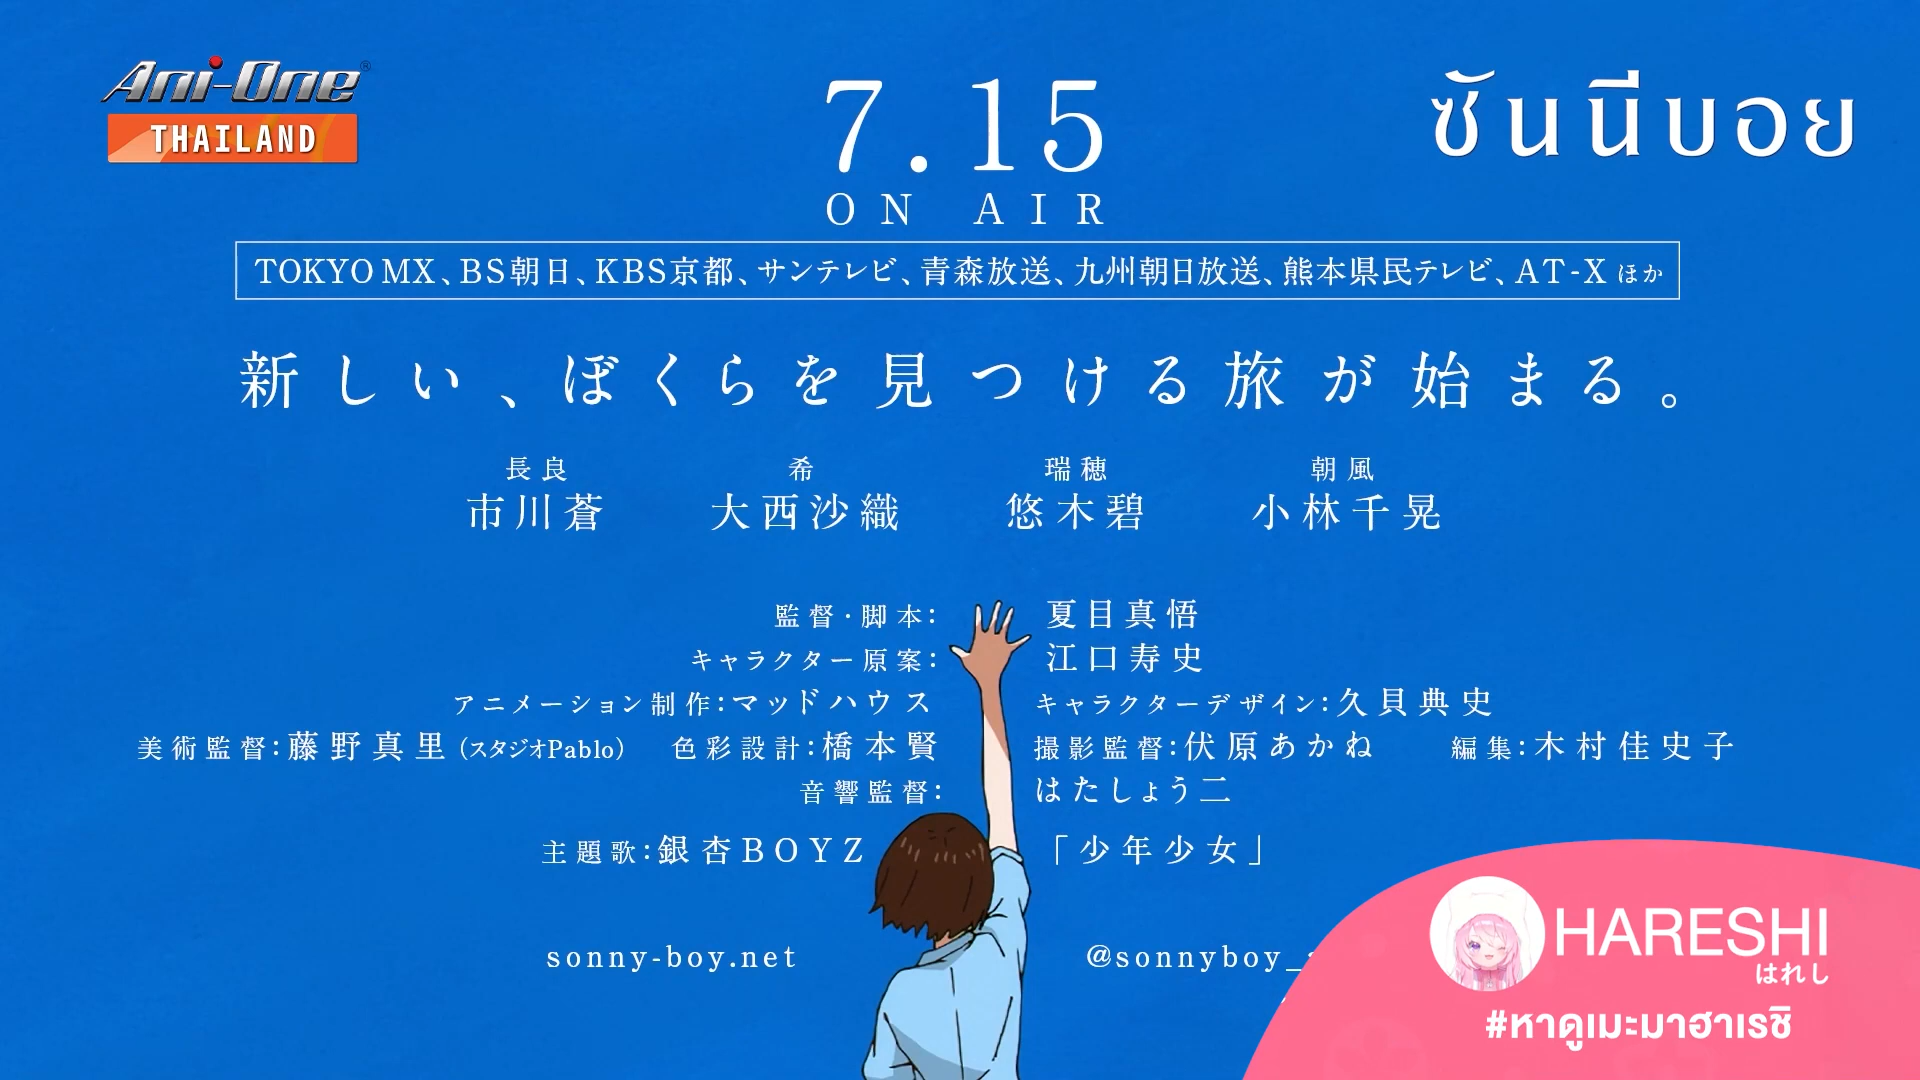 Ani-One®
THAILAND
7.15
ON AIR
ซันนีบอย
TOKYO MX、BS朝日、KBS京都、サンテレビ、青森放送、九州朝日放送、熊本県民テレビ、AT-X ほか
新しい、ぼくらを見つける旅が始まる。
長良 希 瑞穂 朝風
市川蒼 大西沙織 悠木碧 小林千晃
監督・脚本： 夏目真悟
キャラクター原案： 江口寿史
アニメーション制作：マッドハウス キャラクターデザイン：久貝典史
美術監督：藤野真里（スタジオPablo） 色彩設計：橋本賢 撮影監督：伏原あかね 編集：木村佳史子
音響監督： はたしょう二
主題歌：銀杏BOYZ 「少年少女」
sonny-boy.net @sonnyboy_
HARESHI
はれし
#หาดูเมะมาฮาเรชิ